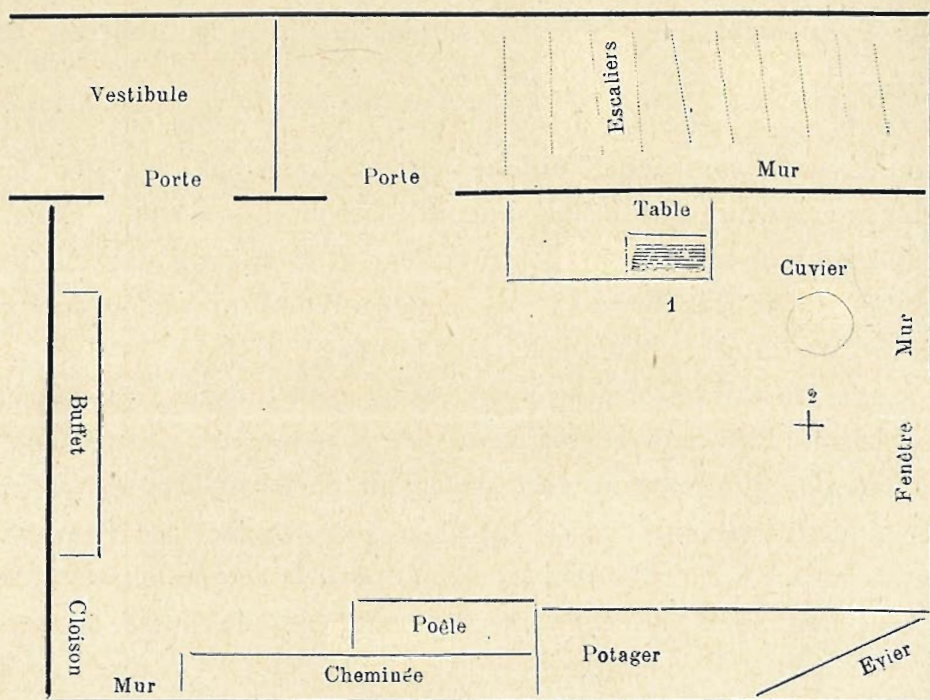 Vestibule
Escaliers
Porte
Porte
Mur
Table
Cuvier
1
Mur
2
Buffet
Fenêtre
Cloison
Poêle
Potager
Evier
Cheminée
Mur